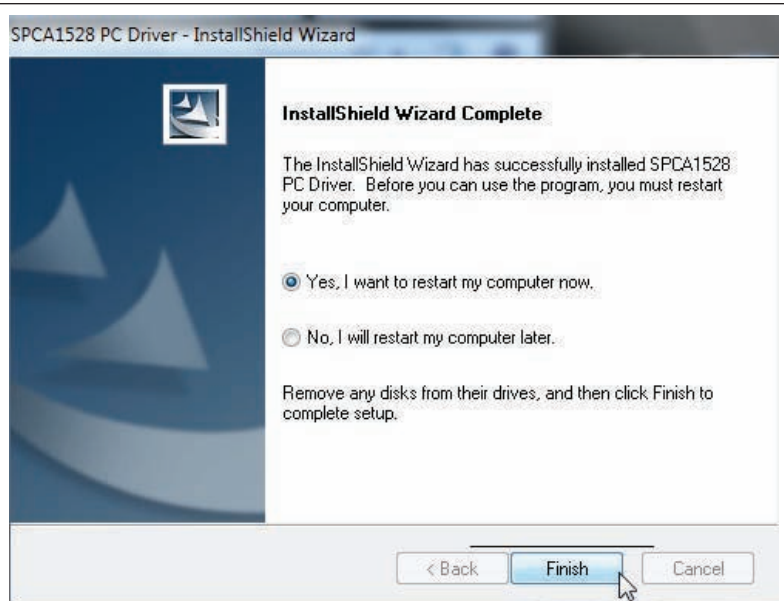 SPCA1528 PC Driver - InstallShield Wizard
InstallShield Wizard Complete
The InstallShield Wizard has successfully installed SPCA1528
PC Driver. Before you can use the program, you must restart
your computer.
Yes, I want to restart my computer now.
No, I will restart my computer later.
Remove any disks from their drives, and then click Finish to
complete setup.
< Back
Finish
Cancel